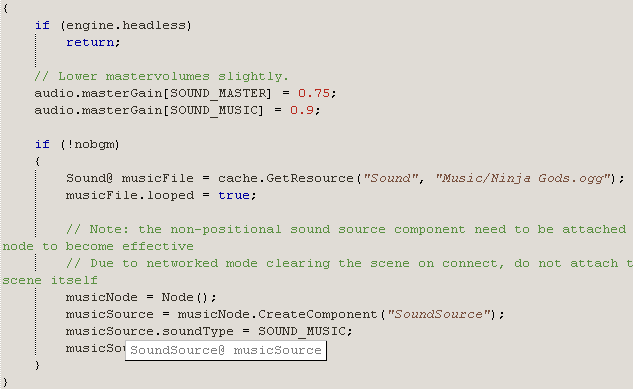 {
if (engine.headless)
return;
// Lower mastervolumes slightly.
audio.masterGain[SOUND_MASTER] = 0.75;
audio.masterGain[SOUND_MUSIC] = 0.9;
if (!nobgm)
{
Sound@ musicFile = cache.GetResource("Sound", "Music/Ninja Gods.ogg");
musicFile.looped = true;
// Note: the non-positional sound source component need to be attached
node to become effective
// Due to networked mode clearing the scene on connect, do not attach t
scene itself
musicNode = Node();
musicSource = musicNode.CreateComponent("SoundSource");
musicSource.soundType = SOUND_MUSIC;
musicSou
SoundSource@ musicSource
}
}